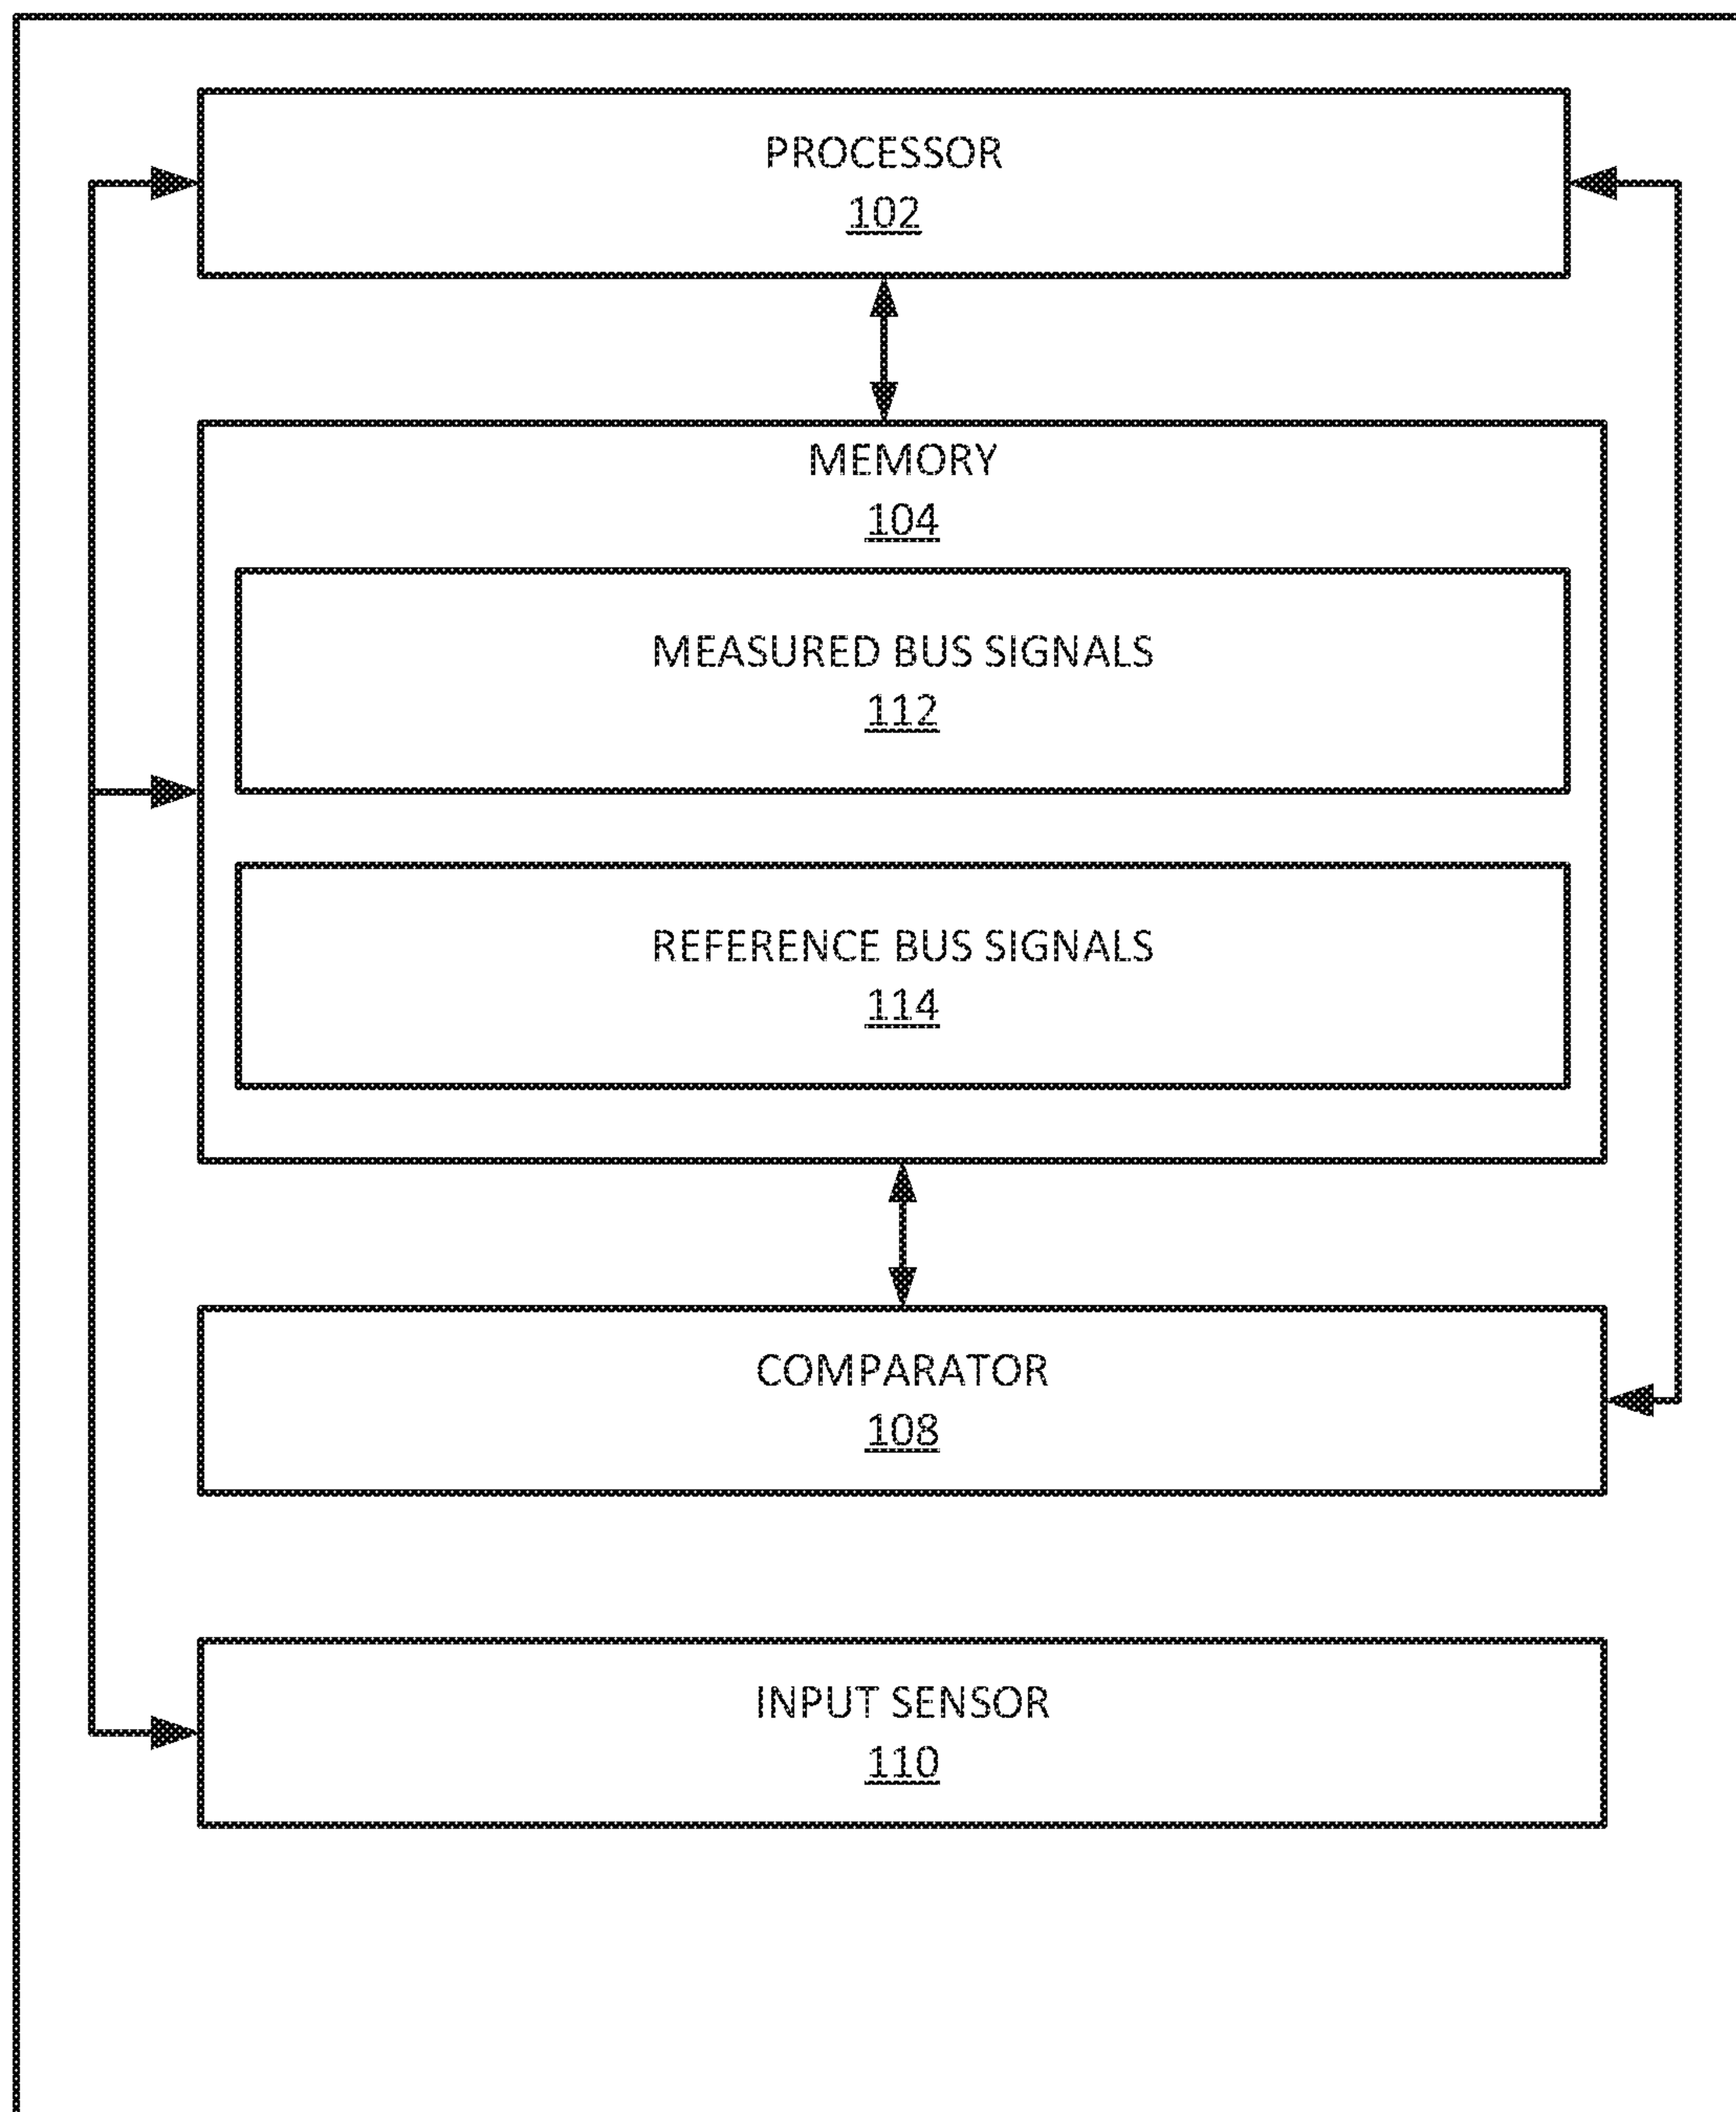 PROCESSOR
102
MEMORY
104
MEASURED BUS SIGNALS
112
REFERENCE BUS SIGNALS
114
COMPARATOR
108
INPUT SENSOR
110